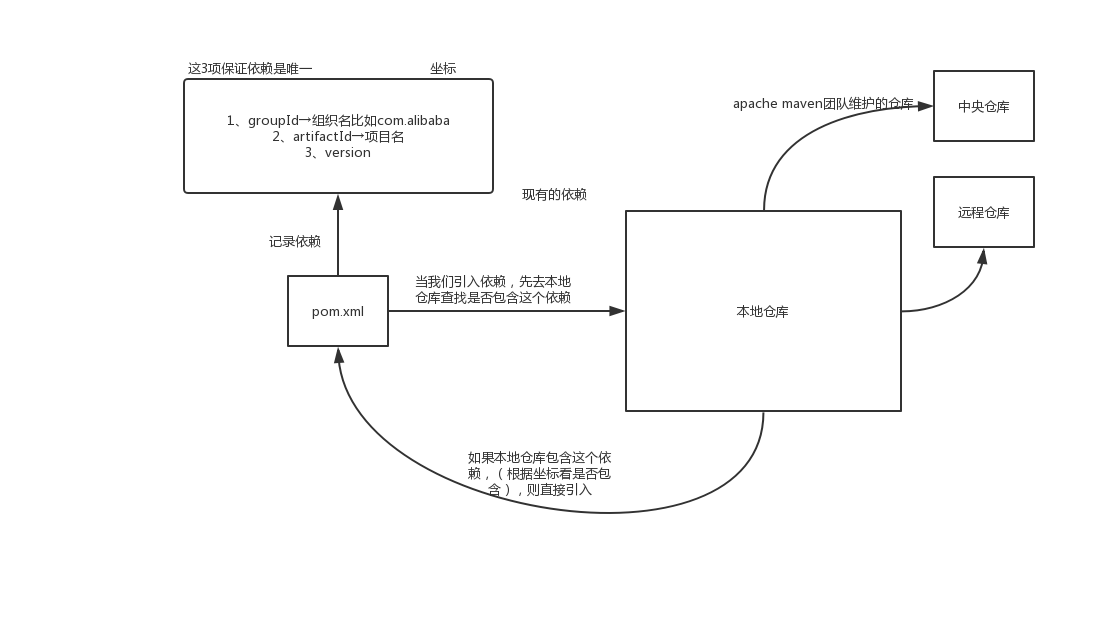 这3项保证依赖是唯一
坐标
1、groupId→组织名比如com.alibaba
2、artifactId→项目名
3、version
apache maven团队维护的仓库
中央仓库
现有的依赖
远程仓库
记录依赖
当我们引入依赖，先去本地
仓库查找是否包含这个依赖
pom.xml
本地仓库
如果本地仓库包含这个依
赖，（根据坐标看是否包
含），则直接引入